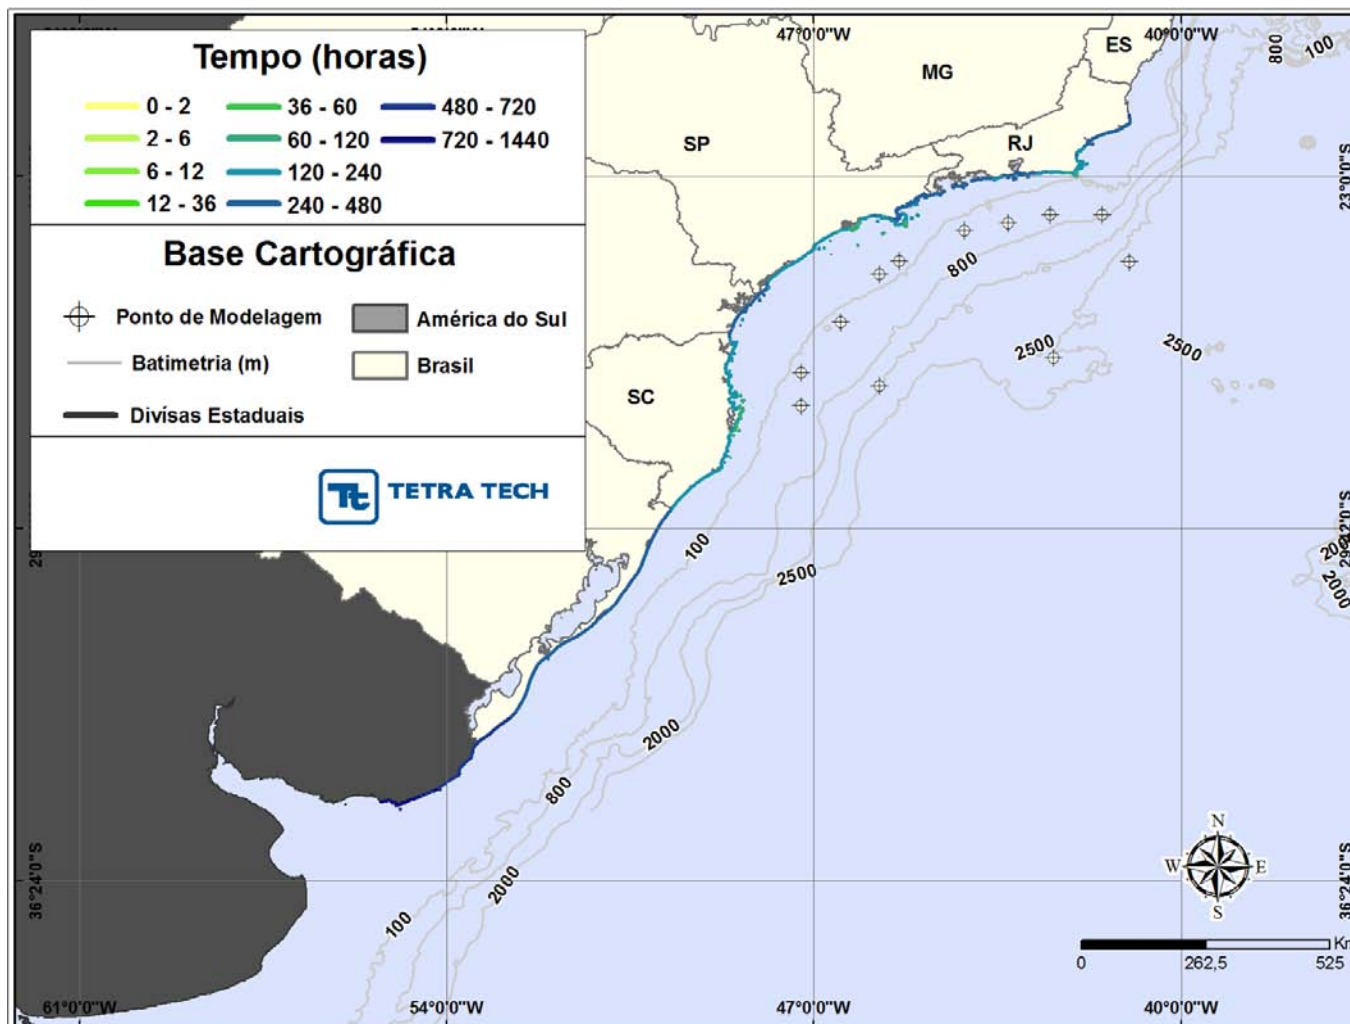 47°0'0"W
40°0'0"W
Tempo (horas)
0 - 2
36 - 60
480 - 720
2 - 6
60 - 120
720 - 1440
6 - 12
120 - 240
12 - 36
240 - 480
Base Cartográfica
Ponto de Modelagem
América do Sul
Batimetria (m)
Brasil
Divísas Estaduais
TETRA TECH
ES
MG
RJ
SP
SC
800
100
23°0'0"S
800
2500
2500
100
2500
2000
2000
800
2000
100
36°24'0"S
36°24'0"S
N
W
E
S
Km
0
262,5
525
61°0'0"W
54°0'0"W
47°0'0"W
40°0'0"W